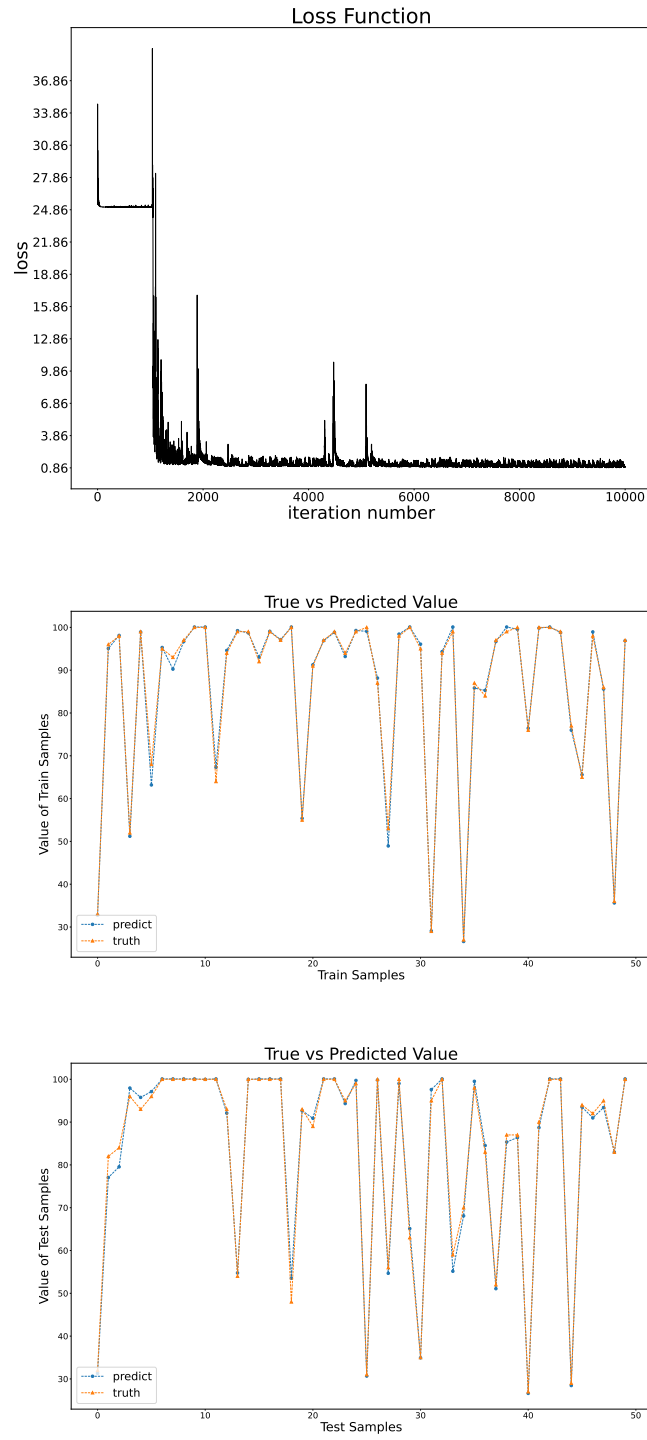 Loss Function
36.86
33.86
30.86
27.86
24.86
21.86
18.86
15.86
12.86
9.86
6.86
3.86
0.86
loss
0 2000 4000 6000 8000 10000
iteration number
True vs Predicted Value
100
90
80
70
60
50
40
30
Value of Train Samples
predict
truth
0 10 20 30 40 50
Train Samples
True vs Predicted Value
100
90
80
70
60
50
40
30
Value of Test Samples
predict
truth
0 10 20 30 40 50
Test Samples